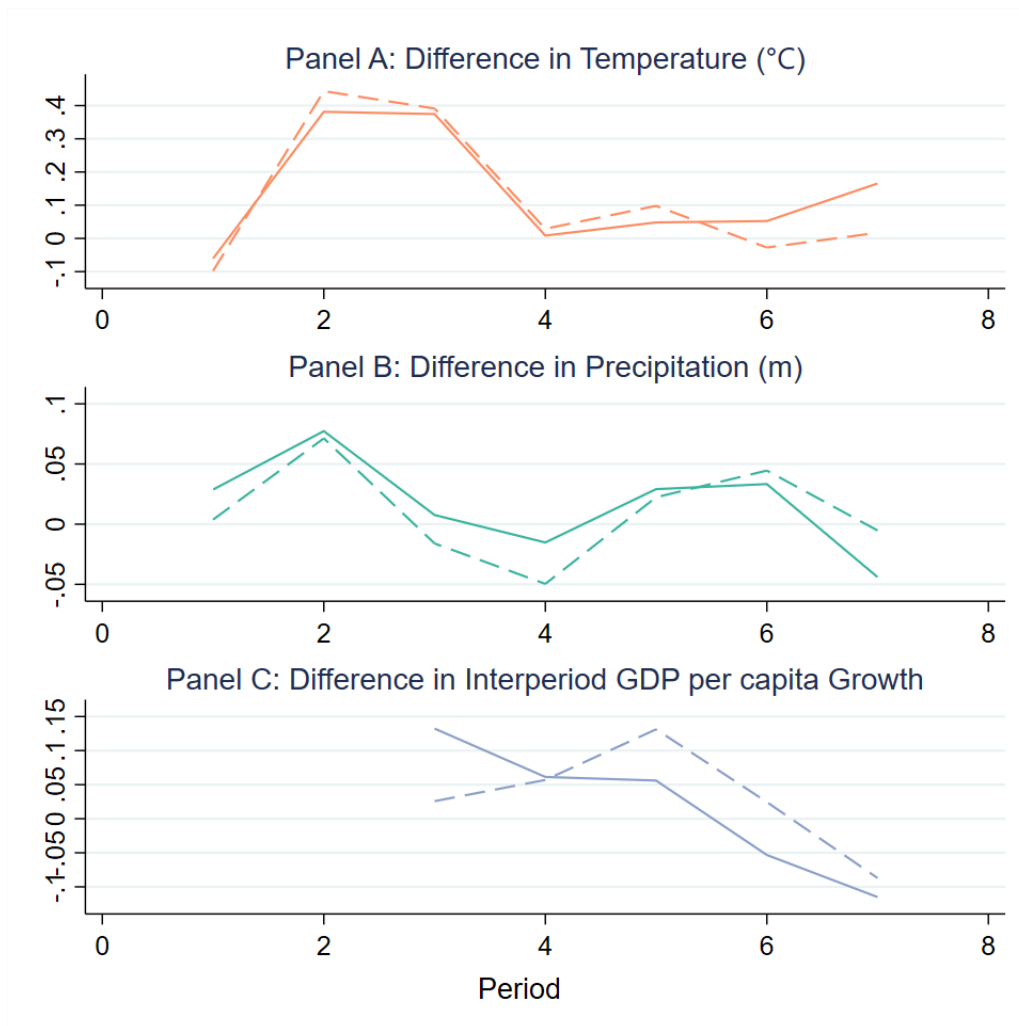 Panel A: Difference in Temperature (°C)
.4
.3
.2
.1
0
-.1
0 2 4 6 8
Panel B: Difference in Precipitation (m)
.1
.05
0
-.05
0 2 4 6 8
Panel C: Difference in Interperiod GDP per capita Growth
.15
.1
.05
0
-.05
-.1
0 2 4 6 8
Period